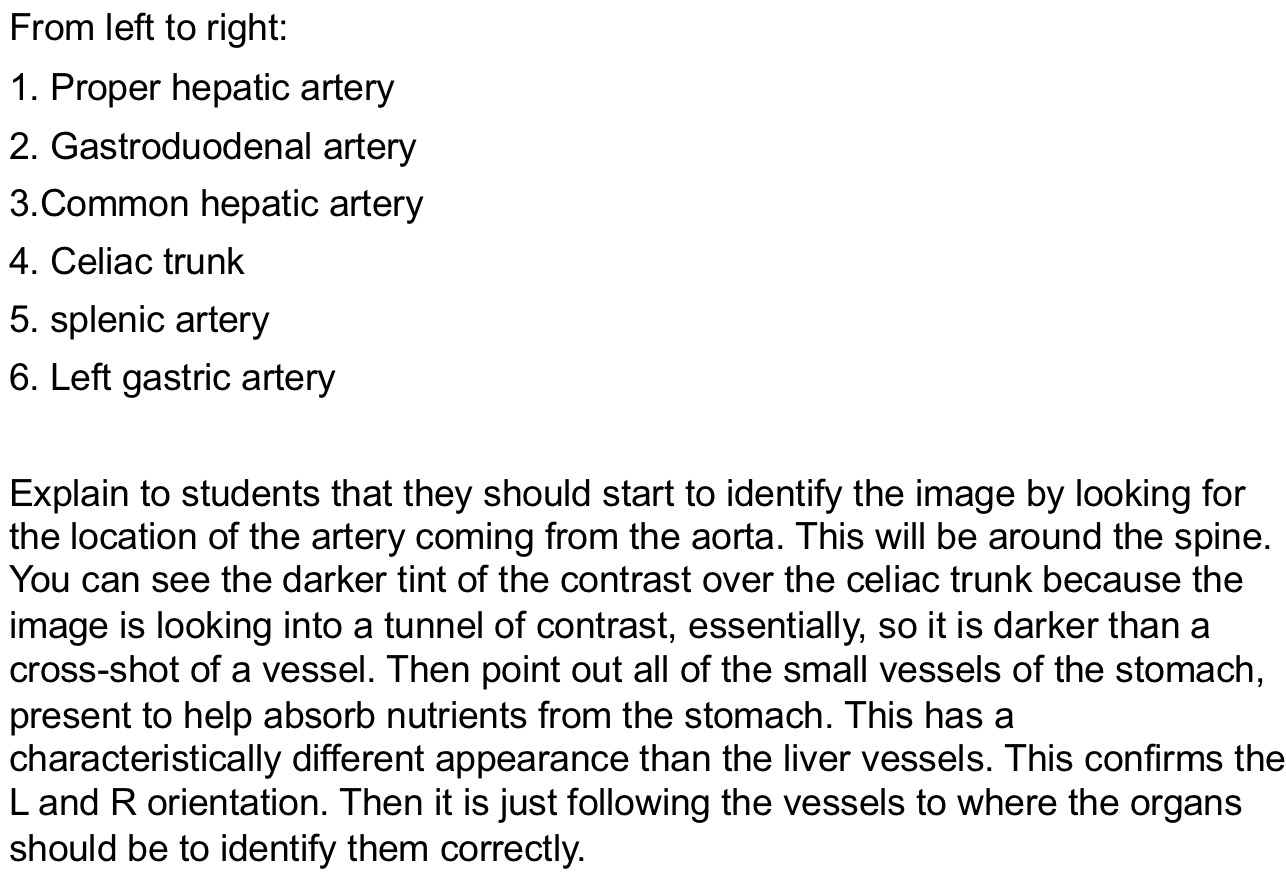 From left to right:
1. Proper hepatic artery
2. Gastroduodenal artery
3.Common hepatic artery
4. Celiac trunk
5. splenic artery
6. Left gastric artery
Explain to students that they should start to identify the image by looking for
the location of the artery coming from the aorta. This will be around the spine.
You can see the darker tint of the contrast over the celiac trunk because the
image is looking into a tunnel of contrast, essentially, so it is darker than a
cross-shot of a vessel. Then point out all of the small vessels of the stomach,
present to help absorb nutrients from the stomach. This has a
characteristically different appearance than the liver vessels. This confirms the
L and R orientation. Then it is just following the vessels to where the organs
should be to identify them correctly.